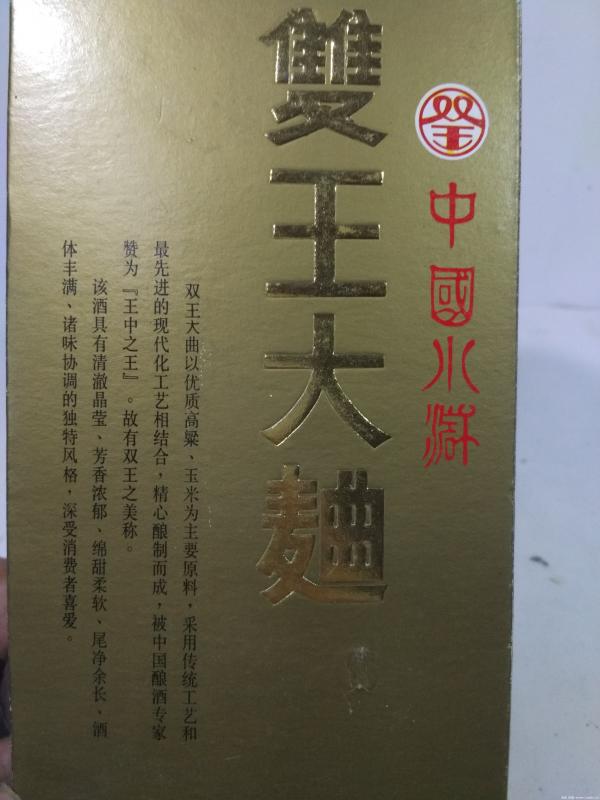 中國水浒
雙王大麯
双王大曲以优质高粱、玉米为主要原料，采用传统工艺和
最先进的现代化工艺相结合，精心酿制而成，被中国酿酒专家
赞为『王中之王』。故有双王之美称。
该酒具有清澈晶莹、芳香浓郁、绵甜柔软、尾净余长、酒
体丰满、诸味协调的独特风格，深受消费者喜爱。